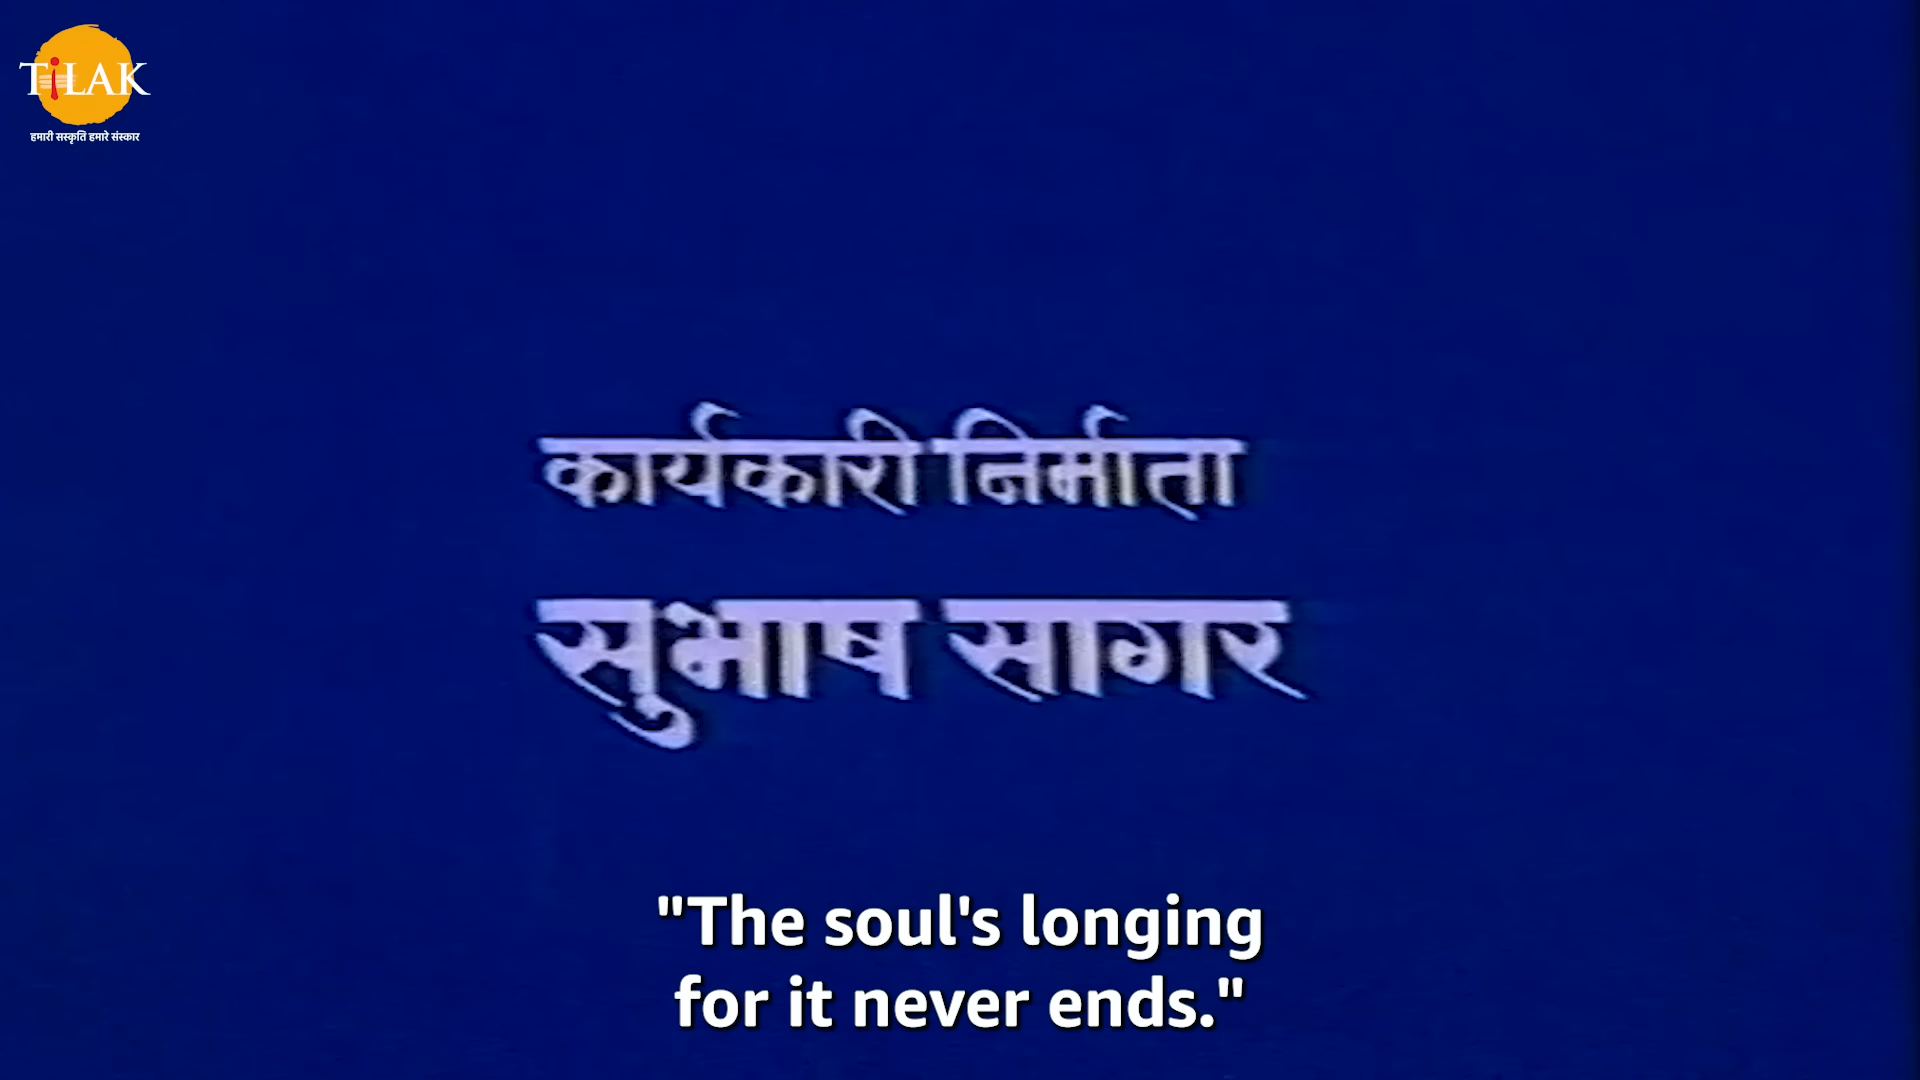 TiLAK
हमारी संस्कृति हमारे संस्कार
कार्यकारी निर्माता
सुभाष सागर
"The soul's longing
for it never ends."